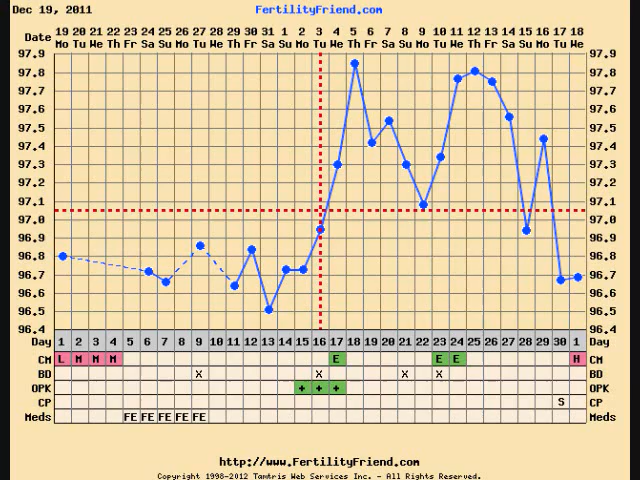 Dec 19, 2011 FertilityFriend.com
Date 19 20 21 22 23 24 25 26 27 28 29 30 31 1 2 3 4 5 6 7 8 9 10 11 12 13 14 15 16 17 18 Date
Mo Tu We Th Fr Sa Su Mo Tu We Th Fr Sa Su Mo Tu We Th Fr Sa Su Mo Tu We Th Fr Sa Su Mo Tu We
97.9 97.9
97.8 97.8
97.7 97.7
97.6 97.6
97.5 97.5
97.4 97.4
97.3 97.3
97.2 97.2
97.1 97.1
97.0 97.0
96.9 96.9
96.8 96.8
96.7 96.7
96.6 96.6
96.5 96.5
96.4 96.4
Day 1 2 3 4 5 6 7 8 9 10 11 12 13 14 15 16 17 18 19 20 21 22 23 24 25 26 27 28 29 30 1 Day
CM L M M M E E E H CM
BD X X X X BD
OPK + + + OPK
CP S CP
Meds FE FE FE FE FE Meds
http://www.FertilityFriend.com
Copyright 1998-2012 Tamtris Web Services Inc. - All Rights Reserved.